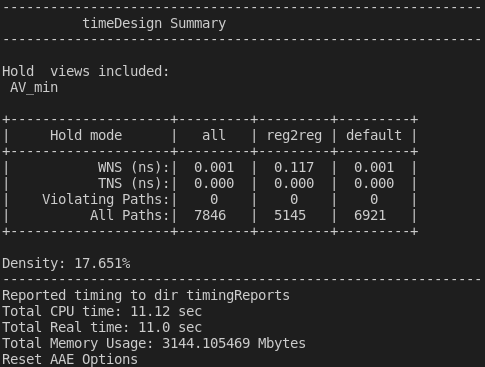 ------------------------------------------------------------
          timeDesign Summary
------------------------------------------------------------

Hold  views included:
 AV_min

+--------------------+---------+---------+---------+
|     Hold mode      |   all   | reg2reg | default |
+--------------------+---------+---------+---------+
|           WNS (ns):|  0.001  |  0.117  |  0.001  |
|           TNS (ns):|  0.000  |  0.000  |  0.000  |
|    Violating Paths:|    0    |    0    |    0    |
|          All Paths:|  7846   |  5145   |  6921   |
+--------------------+---------+---------+---------+

Density: 17.651%
------------------------------------------------------------
Reported timing to dir timingReports
Total CPU time: 11.12 sec
Total Real time: 11.0 sec
Total Memory Usage: 3144.105469 Mbytes
Reset AAE Options